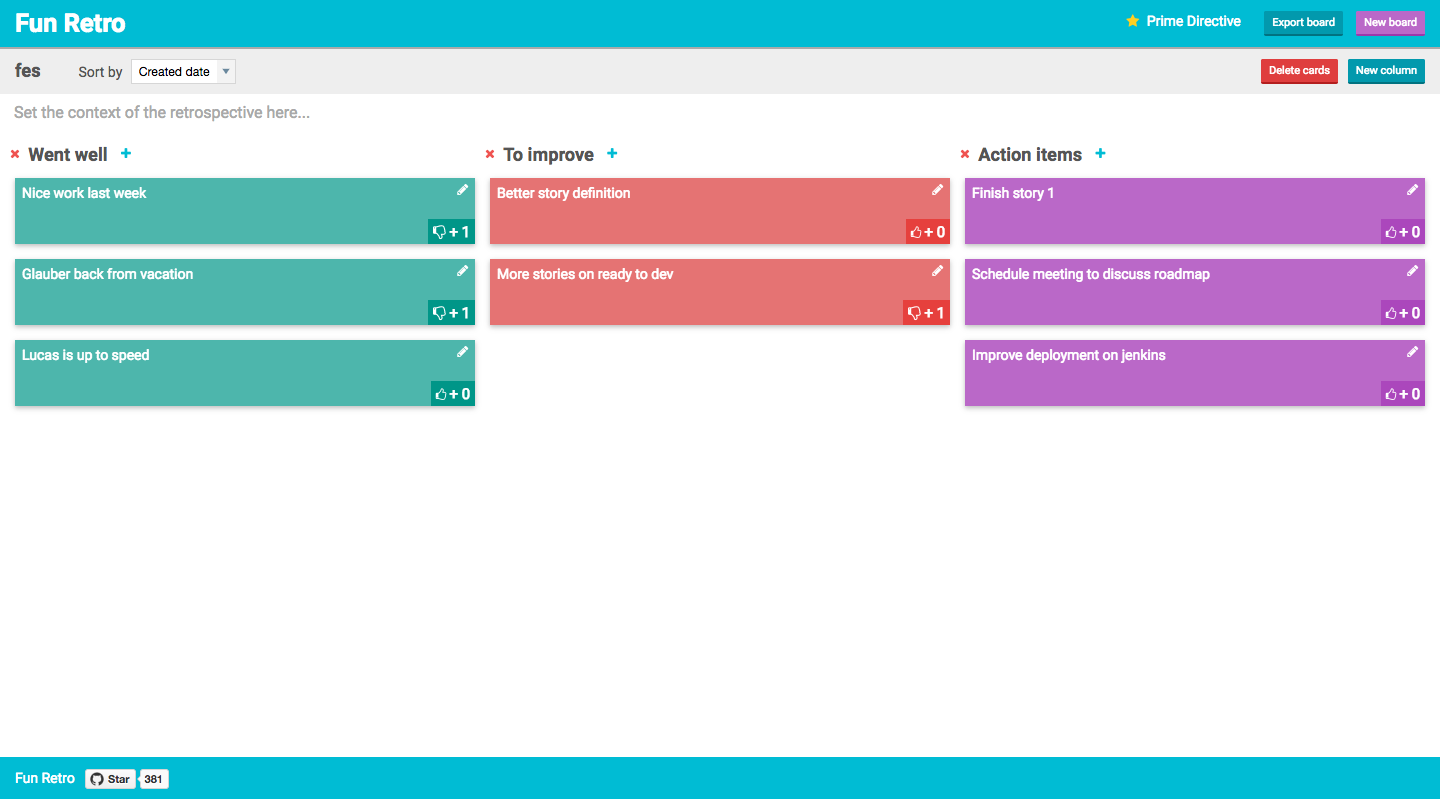 Fun Retro
Prime Directive
Export board
New board
fes
Sort by
Created date
Delete cards
New column
Set the context of the retrospective here...
Went well
Nice work last week
+ 1
Glauber back from vacation
+ 1
Lucas is up to speed
+ 0
To improve
Better story definition
+ 0
More stories on ready to dev
+ 1
Action items
Finish story 1
+ 0
Schedule meeting to discuss roadmap
+ 0
Improve deployment on jenkins
+ 0
Fun Retro
Star
381